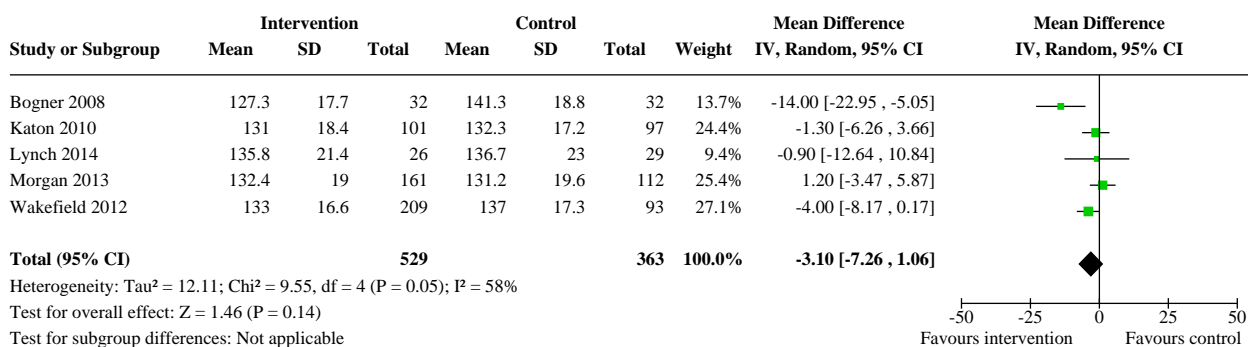 Intervention Control Mean Difference Mean Difference
Study or Subgroup Mean SD Total Mean SD Total Weight IV, Random, 95% CI IV, Random, 95% CI
Bogner 2008 127.3 17.7 32 141.3 18.8 32 13.7% -14.00 [-22.95 , -5.05]
Katon 2010 131 18.4 101 132.3 17.2 97 24.4% -1.30 [-6.26 , 3.66]
Lynch 2014 135.8 21.4 26 136.7 23 29 9.4% -0.90 [-12.64 , 10.84]
Morgan 2013 132.4 19 161 131.2 19.6 112 25.4% 1.20 [-3.47 , 5.87]
Wakefield 2012 133 16.6 209 137 17.3 93 27.1% -4.00 [-8.17 , 0.17]
Total (95% CI) 529 363 100.0% -3.10 [-7.26 , 1.06]
Heterogeneity: Tau² = 12.11; Chi² = 9.55, df = 4 (P = 0.05); I² = 58%
Test for overall effect: Z = 1.46 (P = 0.14)
Test for subgroup differences: Not applicable
-50 -25 0 25 50
Favours intervention Favours control